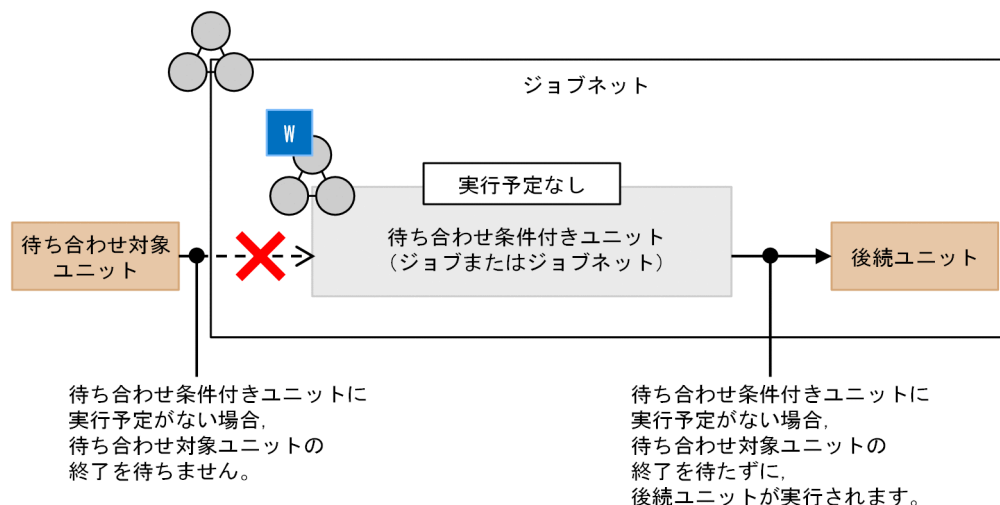 ジョブネット
W
実行予定なし
待ち合わせ対象
ユニット
待ち合わせ条件付きユニット
（ジョブまたはジョブネット）
後続ユニット
待ち合わせ条件付きユニットに
実行予定がない場合,
待ち合わせ対象ユニットの
終了を待ちません。
待ち合わせ条件付きユニットに
実行予定がない場合,
待ち合わせ対象ユニットの
終了を待たずに,
後続ユニットが実行されます。